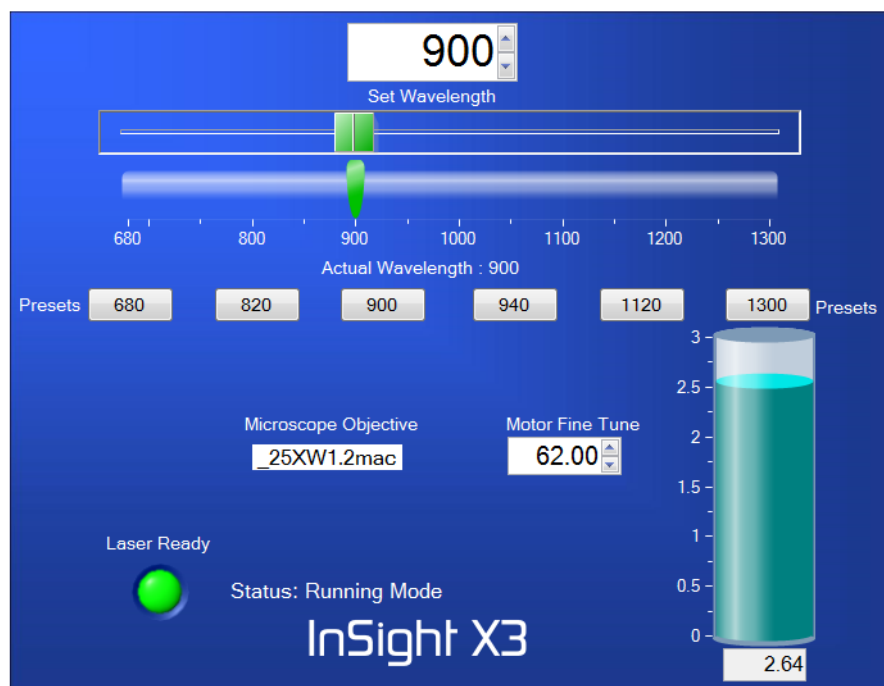 900
Set Wavelength
680 800 900 1000 1100 1200 1300
Actual Wavelength : 900
Presets 680 820 900 940 1120 1300 Presets
3
2.5
2
1.5
1
0.5
0
Microscope Objective
_25XW1.2mac
Motor Fine Tune
62.00
Laser Ready
Status: Running Mode
InSight X3
2.64